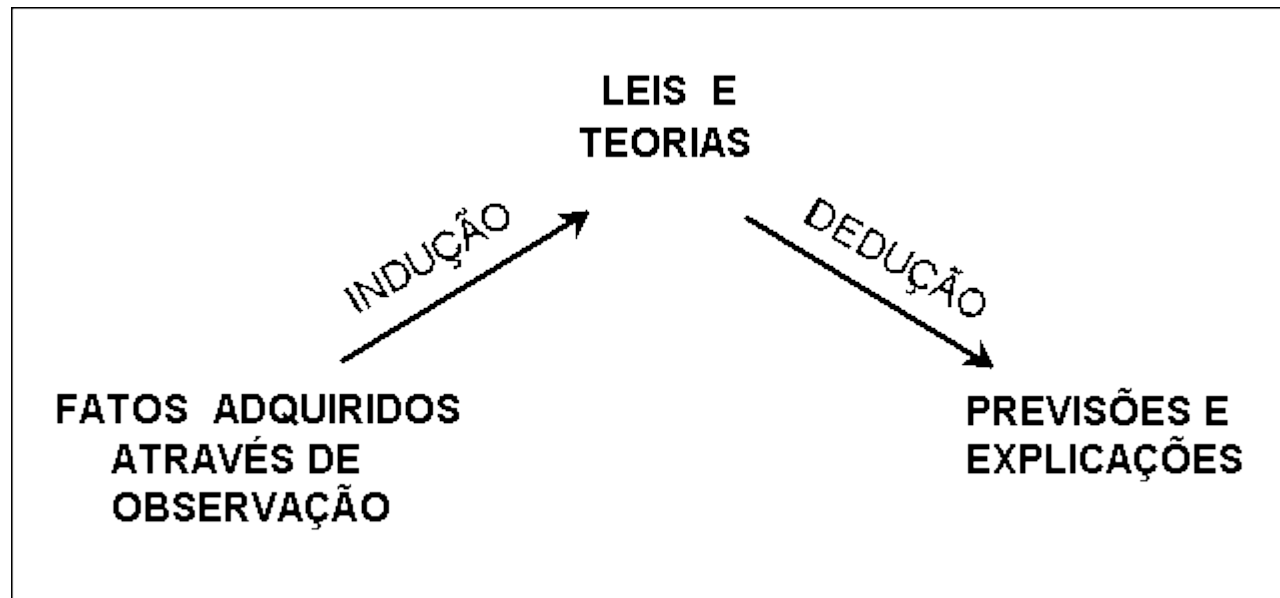 LEIS E
TEORIAS
INDUÇÃO
DEDUÇÃO
FATOS ADQUIRIDOS
ATRAVÉS DE
OBSERVAÇÃO
PREVISÕES E
EXPLICAÇÕES